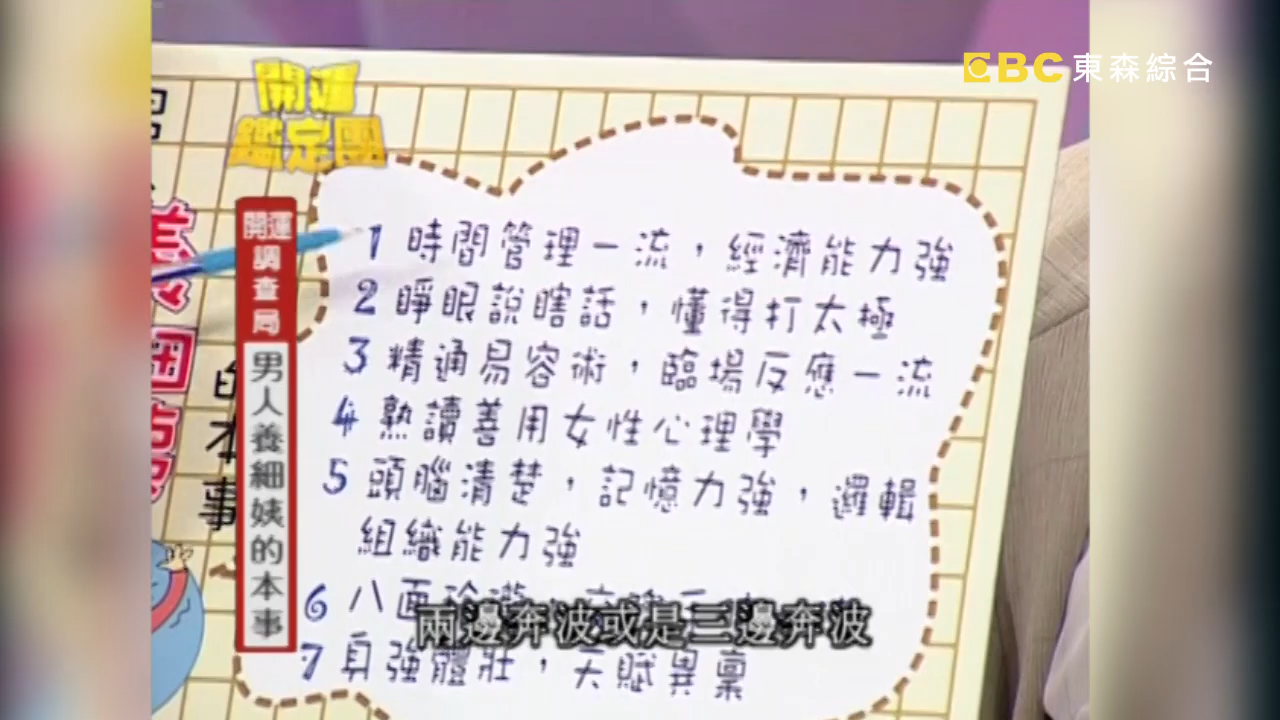 EBC東森綜合
開運
鑑定團
開運
調查局
男人養細姨的本事
的本事
1 時間管理一流，經濟能力強
2 睜眼說瞎話，懂得打太極
3 精通易容術，臨場反應一流
4 熟讀善用女性心理學
5 頭腦清楚，記憶力強，邏輯
組織能力強
6 八面玲瓏
7 身強體壯，天賦異稟
兩邊奔波或是三邊奔波